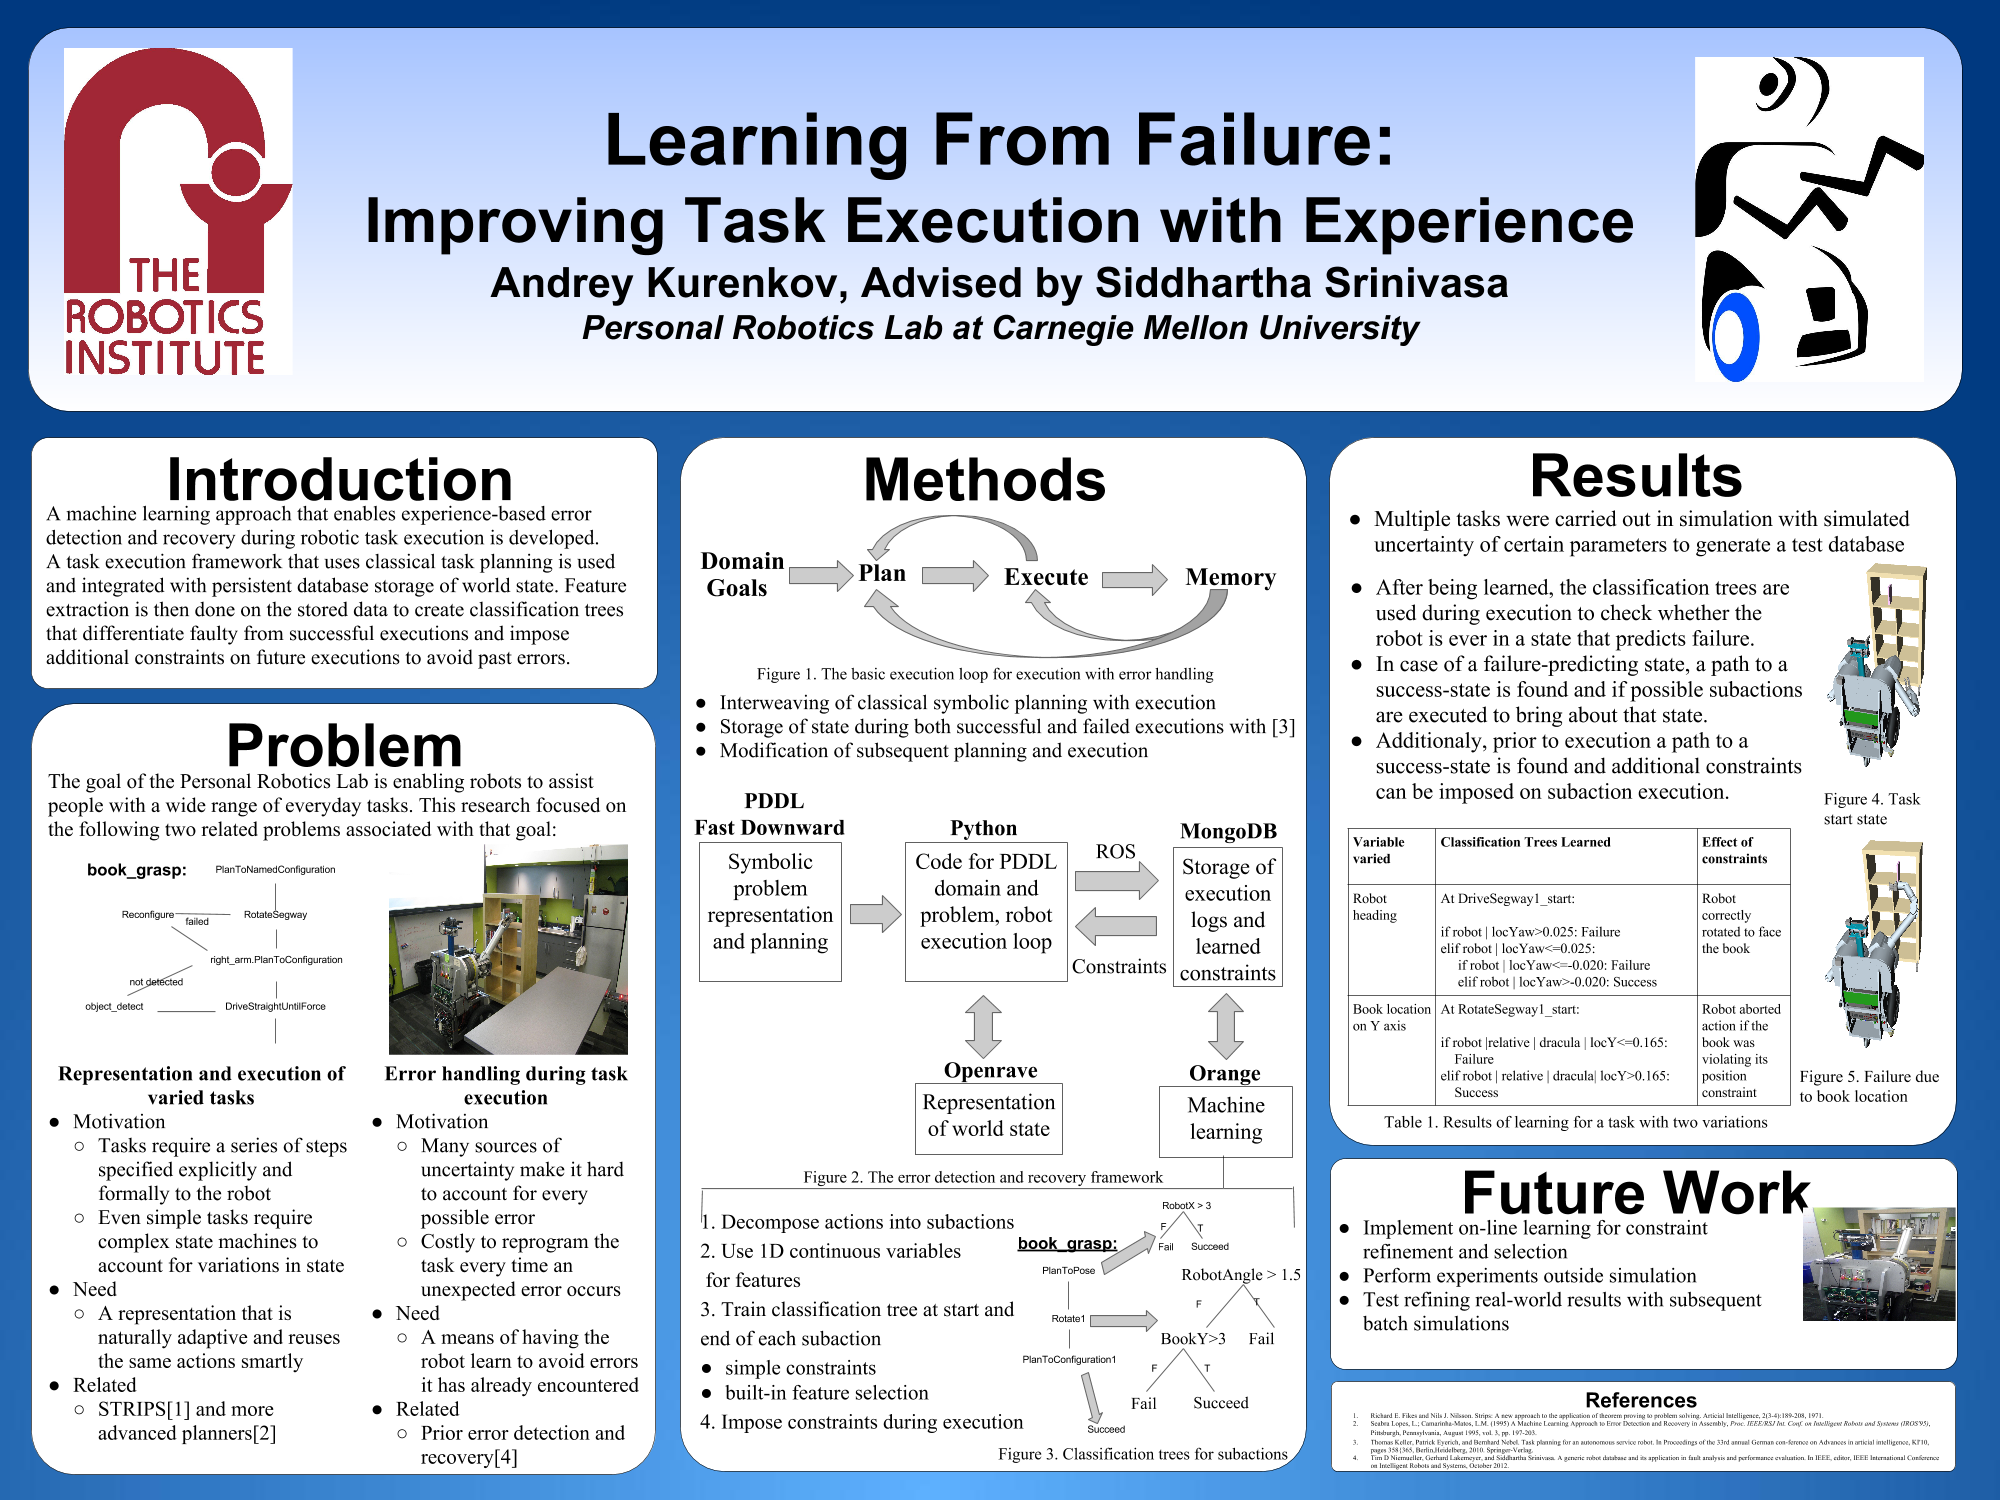 THE
ROBOTICS
INSTITUTE
Learning From Failure:
Improving Task Execution with Experience
Andrey Kurenkov, Advised by Siddhartha Srinivasa
Personal Robotics Lab at Carnegie Mellon University
Introduction
A machine learning approach that enables experience-based error
detection and recovery during robotic task execution is developed.
A task execution framework that uses classical task planning is used
and integrated with persistent database storage of world state. Feature
extraction is then done on the stored data to create classification trees
that differentiate faulty from successful executions and impose
additional constraints on future executions to avoid past errors.
Problem
The goal of the Personal Robotics Lab is enabling robots to assist
people with a wide range of everyday tasks. This research focused on
the following two related problems associated with that goal:
book_grasp:
PlanToNamedConfiguration
Reconfigure
failed
RotateSegway
right_arm.PlanToConfiguration
not detected
object_detect
DriveStraightUntilForce
Representation and execution of
varied tasks
● Motivation
○ Tasks require a series of steps
specified explicitly and
formally to the robot
○ Even simple tasks require
complex state machines to
account for variations in state
● Need
○ A representation that is
naturally adaptive and reuses
the same actions smartly
● Related
○ STRIPS[1] and more
advanced planners[2]
Error handling during task
execution
● Motivation
○ Many sources of
uncertainty make it hard
to account for every
possible error
○ Costly to reprogram the
task every time an
unexpected error occurs
● Need
○ A means of having the
robot learn to avoid errors
it has already encountered
● Related
○ Prior error detection and
recovery[4]
Methods
Domain
Goals
Plan
Execute
Memory
Figure 1. The basic execution loop for execution with error handling
● Interweaving of classical symbolic planning with execution
● Storage of state during both successful and failed executions with [3]
● Modification of subsequent planning and execution
PDDL
Fast Downward
Symbolic
problem
representation
and planning
Python
Code for PDDL
domain and
problem, robot
execution loop
ROS
Constraints
MongoDB
Storage of
execution
logs and
learned
constraints
Openrave
Representation
of world state
Orange
Machine
learning
Figure 2. The error detection and recovery framework
1. Decompose actions into subactions
2. Use 1D continuous variables
for features
3. Train classification tree at start and
end of each subaction
● simple constraints
● built-in feature selection
4. Impose constraints during execution
book_grasp:
PlanToPose
Rotate1
PlanToConfiguration1
Succeed
RobotX > 3
F
T
Fail
Succeed
RobotAngle > 1.5
F
T
BookY>3
Fail
F
T
Fail
Succeed
Figure 3. Classification trees for subactions
Results
● Multiple tasks were carried out in simulation with simulated
uncertainty of certain parameters to generate a test database
● After being learned, the classification trees are
used during execution to check whether the
robot is ever in a state that predicts failure.
● In case of a failure-predicting state, a path to a
success-state is found and if possible subactions
are executed to bring about that state.
● Additionaly, prior to execution a path to a
success-state is found and additional constraints
can be imposed on subaction execution.
Figure 4. Task
start state
Variable
varied
Classification Trees Learned
Effect of
constraints
Robot
heading
At DriveSegway1_start:
if robot | locYaw>0.025: Failure
elif robot | locYaw<=0.025:
if robot | locYaw<=-0.020: Failure
elif robot | locYaw>-0.020: Success
Robot
correctly
rotated to face
the book
Book location
on Y axis
At RotateSegway1_start:
if robot |relative | dracula | locY<=0.165:
Failure
elif robot | relative | dracula| locY>0.165:
Success
Robot aborted
action if the
book was
violating its
position
constraint
Table 1. Results of learning for a task with two variations
Figure 5. Failure due
to book location
Future Work
● Implement on-line learning for constraint
refinement and selection
● Perform experiments outside simulation
● Test refining real-world results with subsequent
batch simulations
References
1. Richard E. Fikes and Nils J. Nilsson. Strips: A new approach to the application of theorem proving to problem solving. Articial Intelligence, 2(3-4):189-208, 1971.
2. Seabra Lopes, L.; Camarinha-Matos, L.M. (1995) A Machine Learning Approach to Error Detection and Recovery in Assembly, Proc. IEEE/RSJ Int. Conf. on Intelligent Robots and Systems (IROS'95),
Pittsburgh, Pennsylvania, August 1995, vol. 3, pp. 197-203.
3. Thomas Keller, Patrick Eyerich, and Bernhard Nebel. Task planning for an autonomous service robot. In Proceedings of the 33rd annual German con-ference on Advances in articial intelligence, KI'10,
pages 358{365, Berlin,Heidelberg, 2010. Springer-Verlag.
4. Tim D Niemueller, Gerhard Lakemeyer, and Siddhartha Srinivasa. A generic robot database and its application in fault analysis and performance evaluation. In IEEE, editor, IEEE International Conference
on Intelligent Robots and Systems, October 2012.